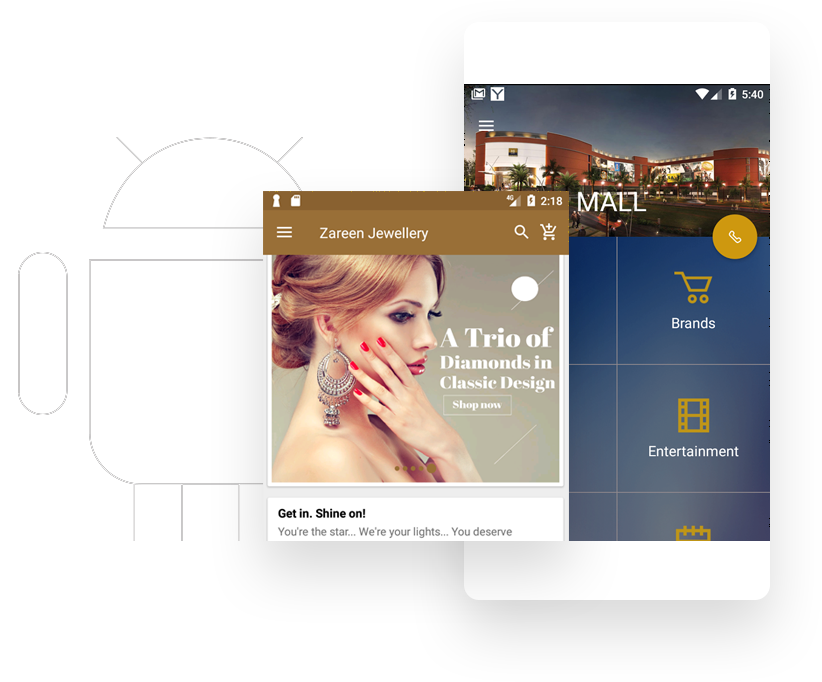 5:40
MALL
Brands
Entertainment
4G
2:18
Zareen Jewellery
A Trio of
Diamonds in
Classic Design
Shop now
Get in. Shine on!
You're the star... We're your lights... You deserve